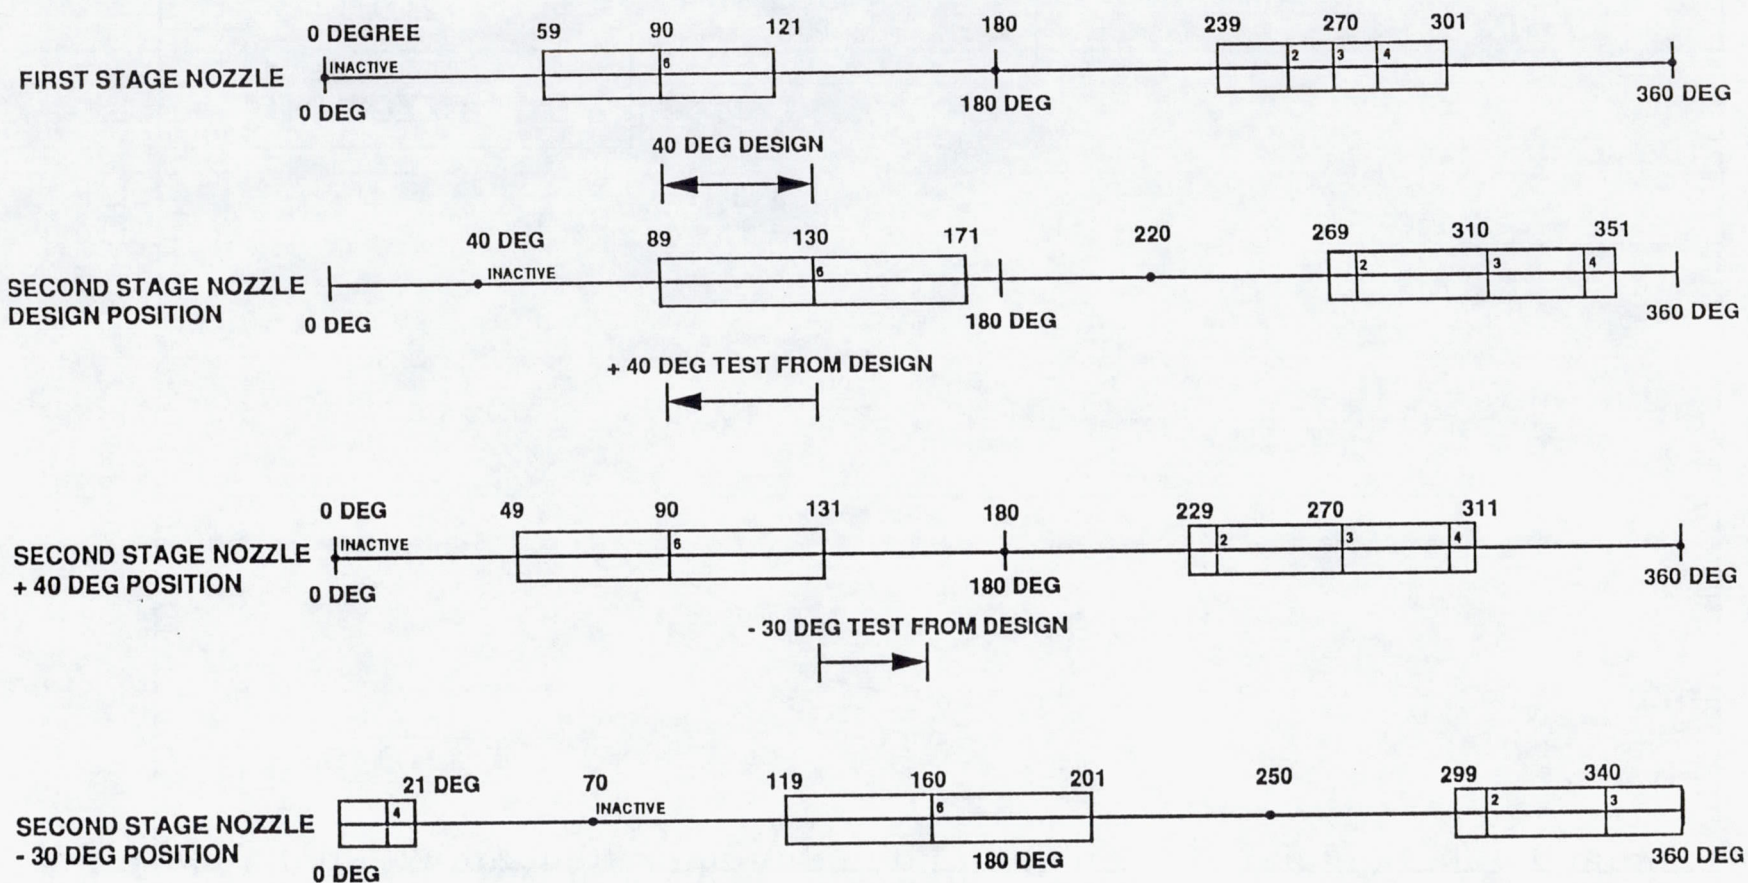 0 DEGREE 59 90 121 180 239 270 301
FIRST STAGE NOZZLE INACTIVE 6 2 3 4
0 DEG 180 DEG 360 DEG
40 DEG DESIGN
40 DEG 89 130 171 220 269 310 351
SECOND STAGE NOZZLE INACTIVE 6 2 3 4
DESIGN POSITION 0 DEG 180 DEG 360 DEG
+ 40 DEG TEST FROM DESIGN
0 DEG 49 90 131 180 229 270 311
SECOND STAGE NOZZLE INACTIVE 6 2 3 4
+ 40 DEG POSITION 0 DEG 180 DEG 360 DEG
- 30 DEG TEST FROM DESIGN
21 DEG 70 119 160 201 250 299 340
SECOND STAGE NOZZLE 4 INACTIVE 6 2 3
- 30 DEG POSITION 0 DEG 180 DEG 360 DEG